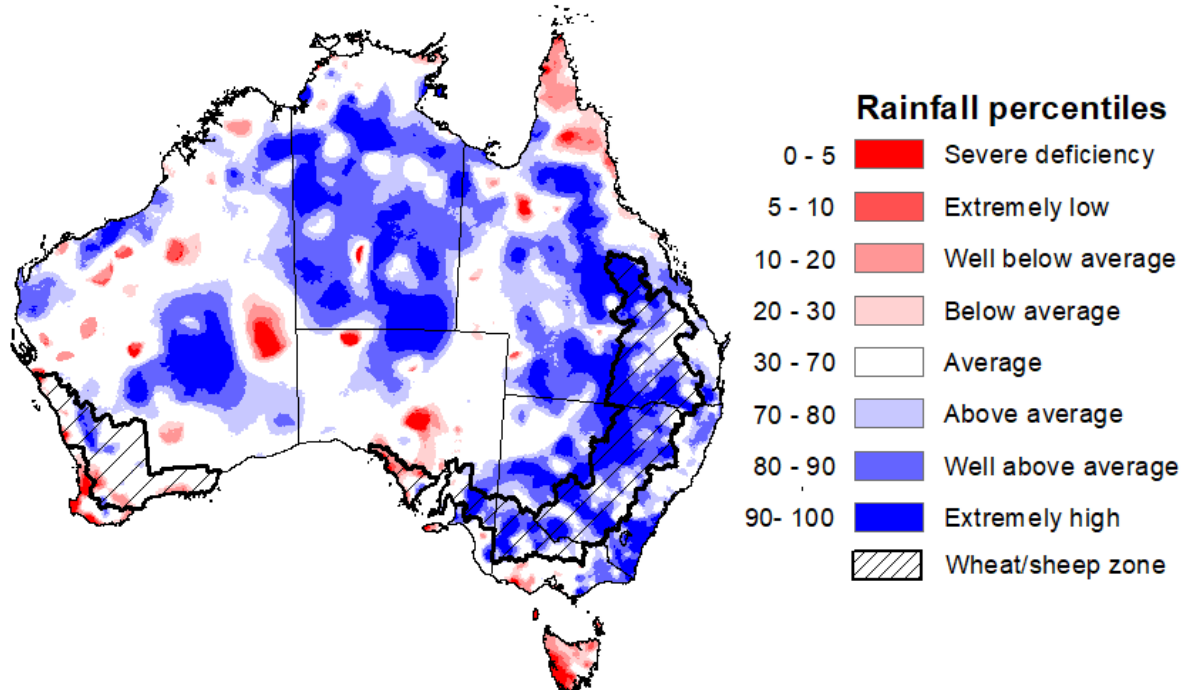 Rainfall percentiles
0 - 5 Severe deficiency
5 - 10 Extremely low
10 - 20 Well below average
20 - 30 Below average
30 - 70 Average
70 - 80 Above average
80 - 90 Well above average
90- 100 Extremely high
Wheat/sheep zone